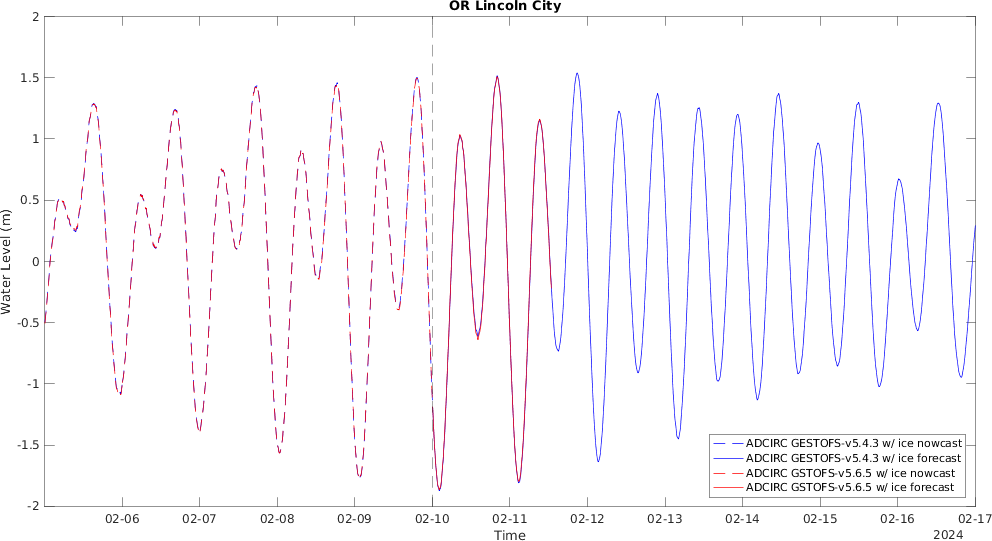 OR Lincoln City
2
1.5
1
0.5
0
-0.5
-1
-1.5
-2
Water Level (m)
ADCIRC GESTOFS-v5.4.3 w/ ice nowcast
ADCIRC GESTOFS-v5.4.3 w/ ice forecast
ADCIRC GSTOFS-v5.6.5 w/ ice nowcast
ADCIRC GSTOFS-v5.6.5 w/ ice forecast
02-06 02-07 02-08 02-09 02-10 02-11 02-12 02-13 02-14 02-15 02-16 02-17
Time
2024